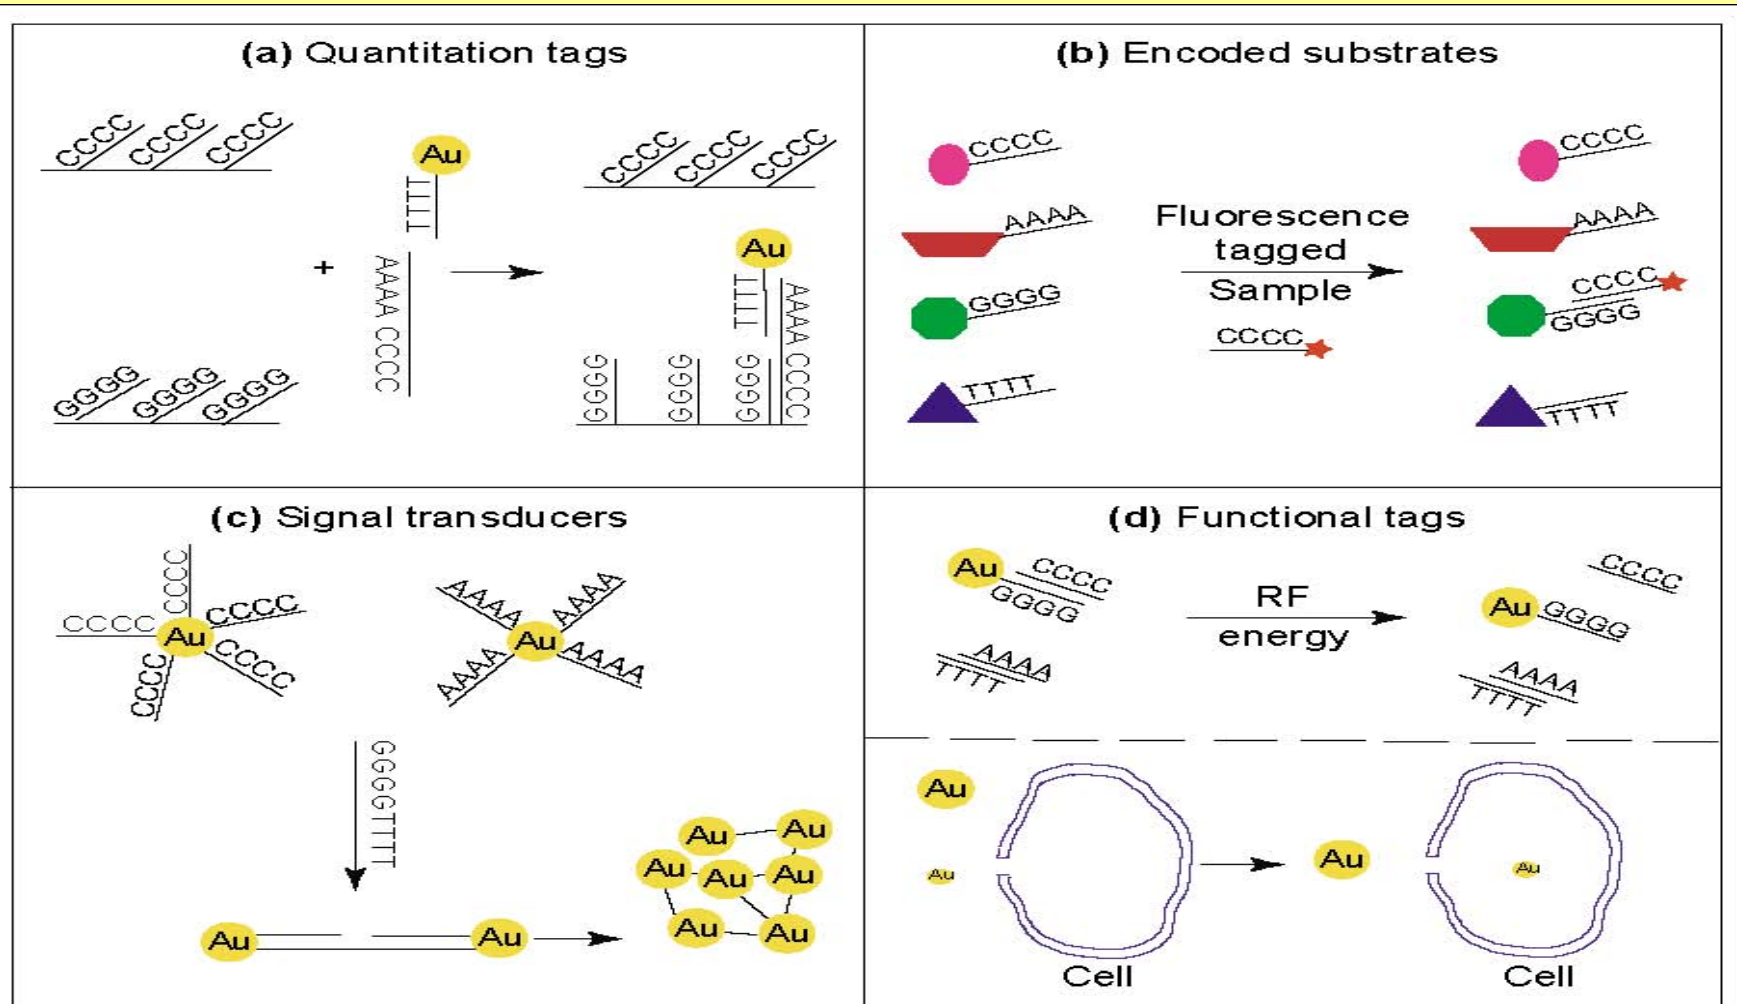 (a) Quantitation tags
CCCC CCCC CCCC
Au
TTTT
CCCC CCCC CCCC
+
AAAA CCCC
Au
TTTT
AAAA CCCC
GGGG GGGG GGGG
GGGG GGGG GGGG
(b) Encoded substrates
CCCC
CCCC
AAAA
AAAA
Fluorescence
tagged
Sample
CCCC
GGGG
CCCC
GGGG
TTTT
TTTT
(c) Signal transducers
CCCC
CCCC
CCCC
Au
CCCC
CCCC
AAAA
AAAA
Au
AAAA
AAAA
GGGGTTTT
Au
Au
Au
Au
Au
Au
Au
Au
Au
(d) Functional tags
Au
CCCC
GGGG
AAAA
TTTT
RF
energy
CCCC
Au
GGGG
AAAA
TTTT
Au
Au
Cell
Au
Au
Cell